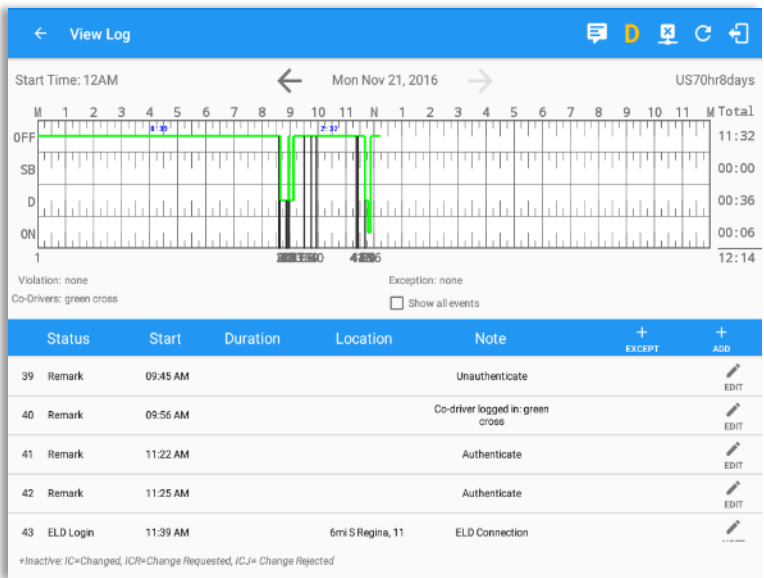 View Log
D
Start Time: 12AM
Mon Nov 21, 2016
US70hr8days
M 1 2 3 4 5 6 7 8 9 10 11 N 1 2 3 4 5 6 7 8 9 10 11 M Total
8:39
2:32
OFF 11:32
SB 00:00
D 00:36
ON 00:06
1
12:14
Violation: none
Exception: none
Co-Drivers: green cross
Show all events
Status Start Duration Location Note + EXCEPT + ADD
39 Remark 09:45 AM Unauthenticate EDIT
40 Remark 09:56 AM Co-driver logged in: green
cross
EDIT
41 Remark 11:22 AM Authenticate EDIT
42 Remark 11:25 AM Authenticate EDIT
43 ELD Login 11:39 AM 6mi S Regina, 11 ELD Connection
+Inactive: IC=Changed, ICR=Change Requested, ICJ= Change Rejected